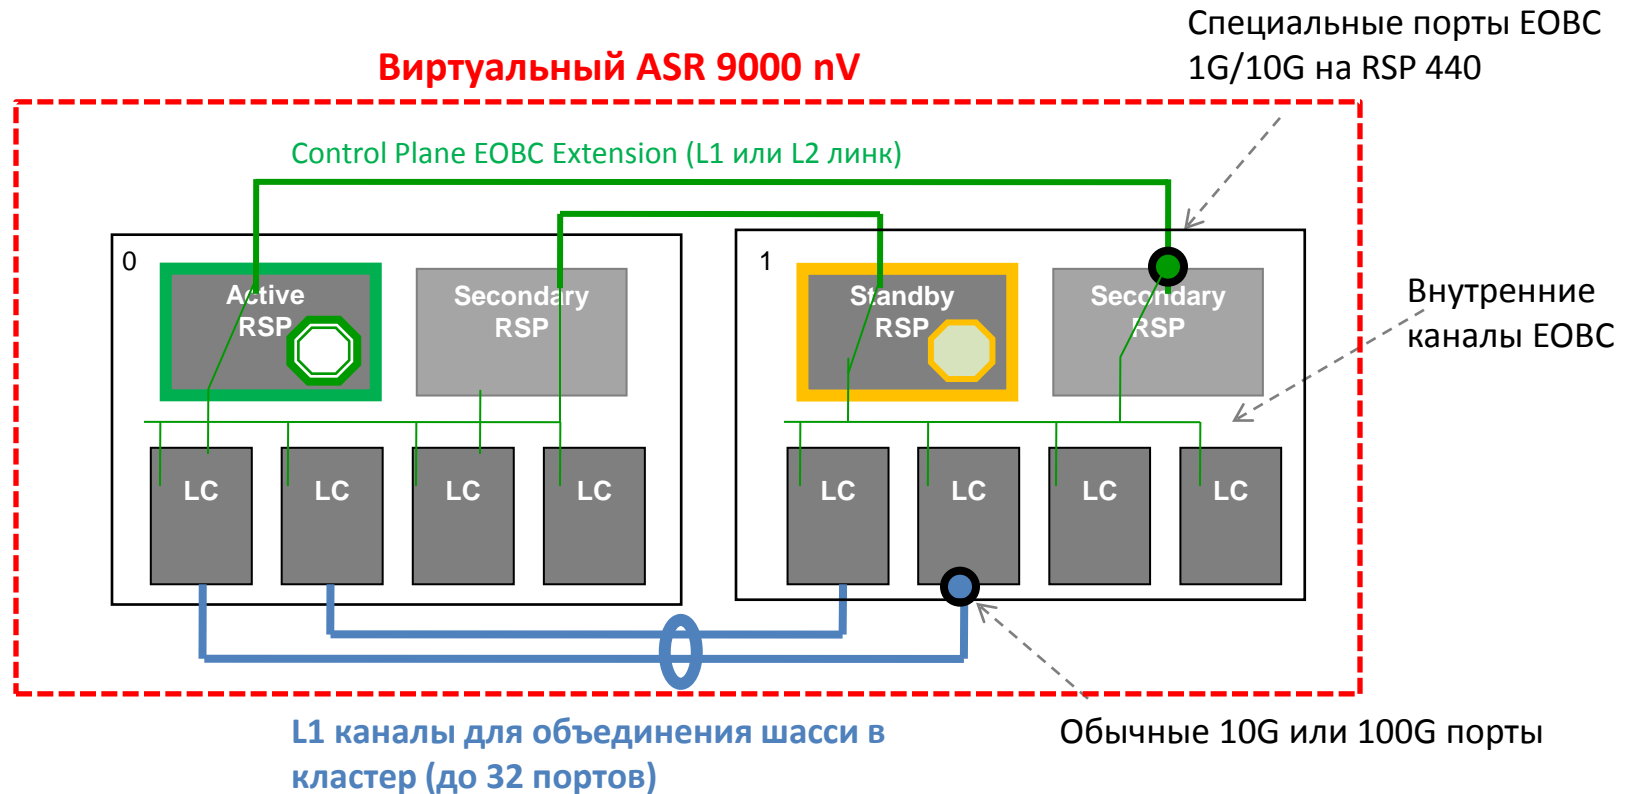 Специальные порты EOBC
1G/10G на RSP 440
Виртуальный ASR 9000 nV
Control Plane EOBC Extension (L1 или L2 линк)
0
Active
RSP
Secondary
RSP
1
Standby
RSP
Secondary
RSP
Внутренние
каналы EOBC
LC
LC
LC
LC
LC
LC
LC
LC
L1 каналы для объединения шасси в
кластер (до 32 портов)
Обычные 10G или 100G порты